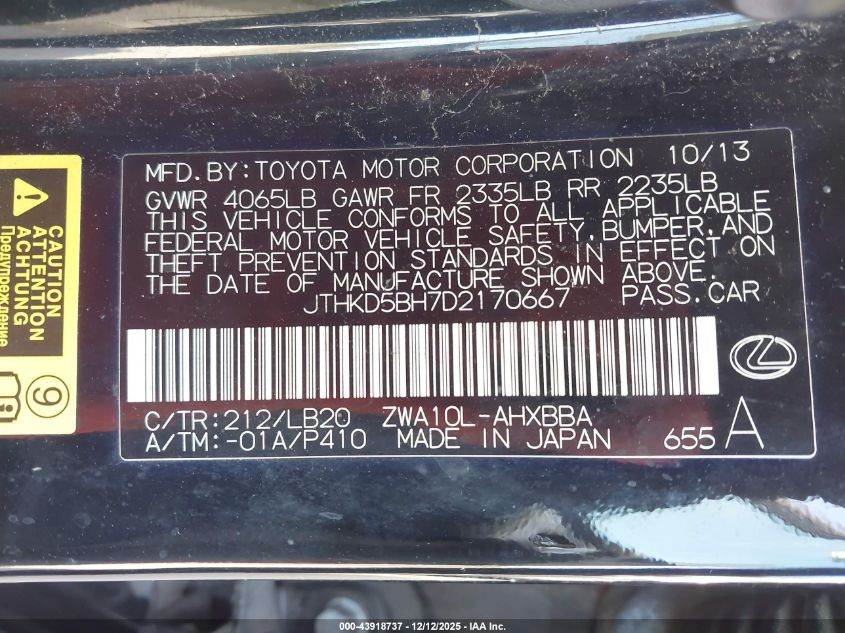 MFD.BY:TOYOTA MOTOR CORPORATION 10/13
GVWR 4065LB GAWR FR 2335LB RR 2235LB
THIS VEHICLE CONFORMS TO ALL APPLICABLE
FEDERAL MOTOR VEHICLE SAFETY,BUMPER,AND
THEFT PREVENTION STANDARDS IN EFFECT ON
THE DATE OF MANUFACTURE SHOWN ABOVE.
JTHKD5BH7D2170667 PASS.CAR
C/TR:212/LB20 ZWA10L-AHXBBA
A/TM:-01A/P410 MADE IN JAPAN 655 A
CAUTION
ATTENTION
ACHTUNG
Предупреждение
9
000-43918737 - 12/12/2025 - IAA Inc.